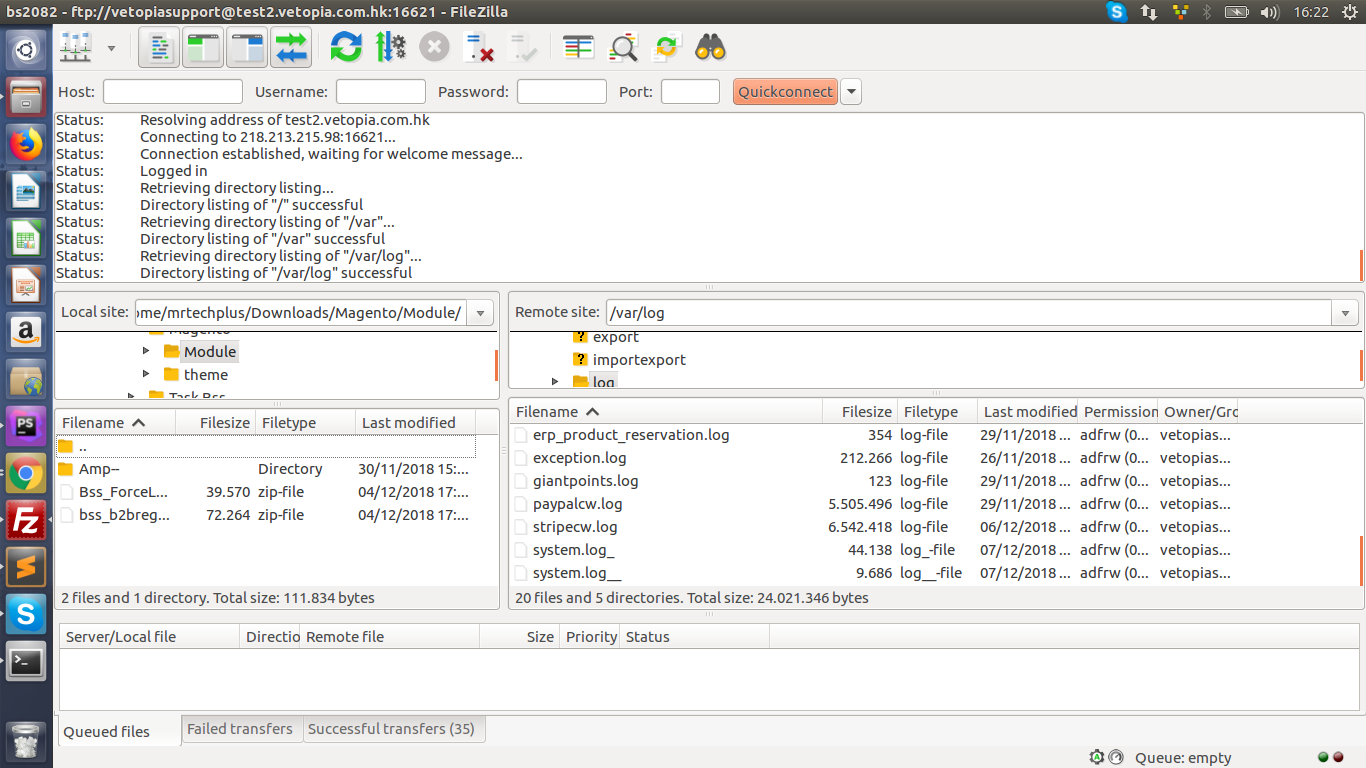 bs2082 - ftp://vetopiasupport@test2.vetopia.com.hk:16621 - FileZilla 16:22
Host: Username: Password: Port: Quickconnect
Status: Resolving address of test2.vetopia.com.hk
Status: Connecting to 218.213.215.98:16621...
Status: Connection established, waiting for welcome message...
Status: Logged in
Status: Retrieving directory listing...
Status: Directory listing of "/" successful
Status: Retrieving directory listing of "/var"...
Status: Directory listing of "/var" successful
Status: Retrieving directory listing of "/var/log"...
Status: Directory listing of "/var/log" successful
Local site: ome/mrtechplus/Downloads/Magento/Module/
Magento
Module
theme
Task Bss
Filename Filesize Filetype Last modified
..
Amp-- Directory 30/11/2018 15:...
Bss_ForceL... 39.570 zip-file 04/12/2018 17:...
bss_b2breg... 72.264 zip-file 04/12/2018 17:...
2 files and 1 directory. Total size: 111.834 bytes
Remote site: /var/log
export
importexport
log
Filename Filesize Filetype Last modified Permission Owner/Gro
erp_product_reservation.log 354 log-file 29/11/2018 ... adfrw (0... vetopias...
exception.log 212.266 log-file 26/11/2018 ... adfrw (0... vetopias...
giantpoints.log 123 log-file 29/11/2018 ... adfrw (0... vetopias...
paypalcw.log 5.505.496 log-file 29/11/2018 ... adfrw (0... vetopias...
stripecw.log 6.542.418 log-file 06/12/2018 ... adfrw (0... vetopias...
system.log_ 44.138 log_-file 07/12/2018 ... adfrw (0... vetopias...
system.log__ 9.686 log__-file 07/12/2018 ... adfrw (0... vetopias...
20 files and 5 directories. Total size: 24.021.346 bytes
Server/Local file Directio Remote file Size Priority Status
Queued files Failed transfers Successful transfers (35)
Queue: empty